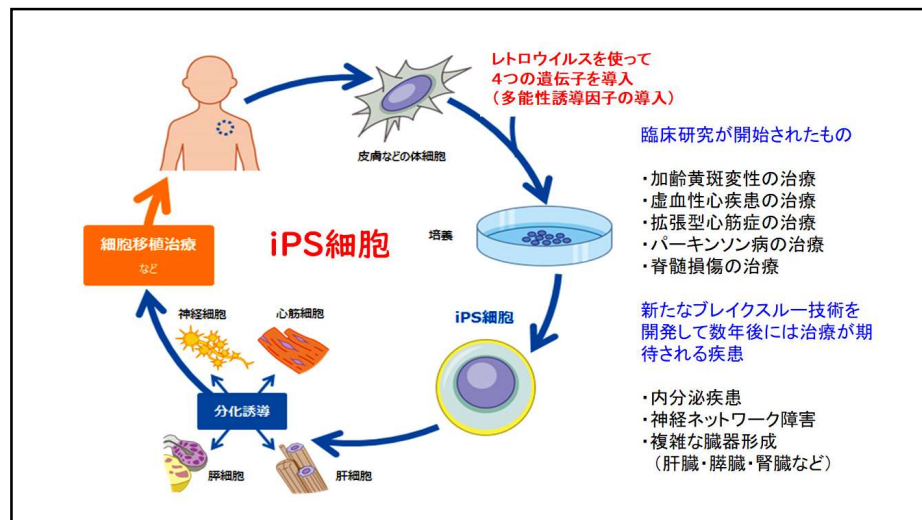 レトロウイルスを使って
4つの遺伝子を導入
(多能性誘導因子の導入)
皮膚などの体細胞
培養
iPS細胞
iPS細胞
細胞移植治療
など
神経細胞
心筋細胞
分化誘導
膵細胞
肝細胞
臨床研究が開始されたもの
・加齢黄斑変性の治療
・虚血性心疾患の治療
・拡張型心筋症の治療
・パーキンソン病の治療
・脊髄損傷の治療
新たなブレイクスルー技術を
開発して数年後には治療が期
待される疾患
・内分泌疾患
・神経ネットワーク障害
・複雑な臓器形成
(肝臓・膵臓・腎臓など)